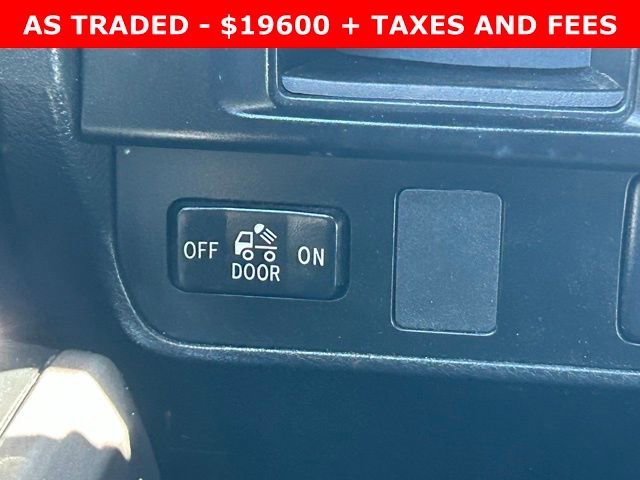 AS TRADED - $19600 + TAXES AND FEES
OFF ON
DOOR